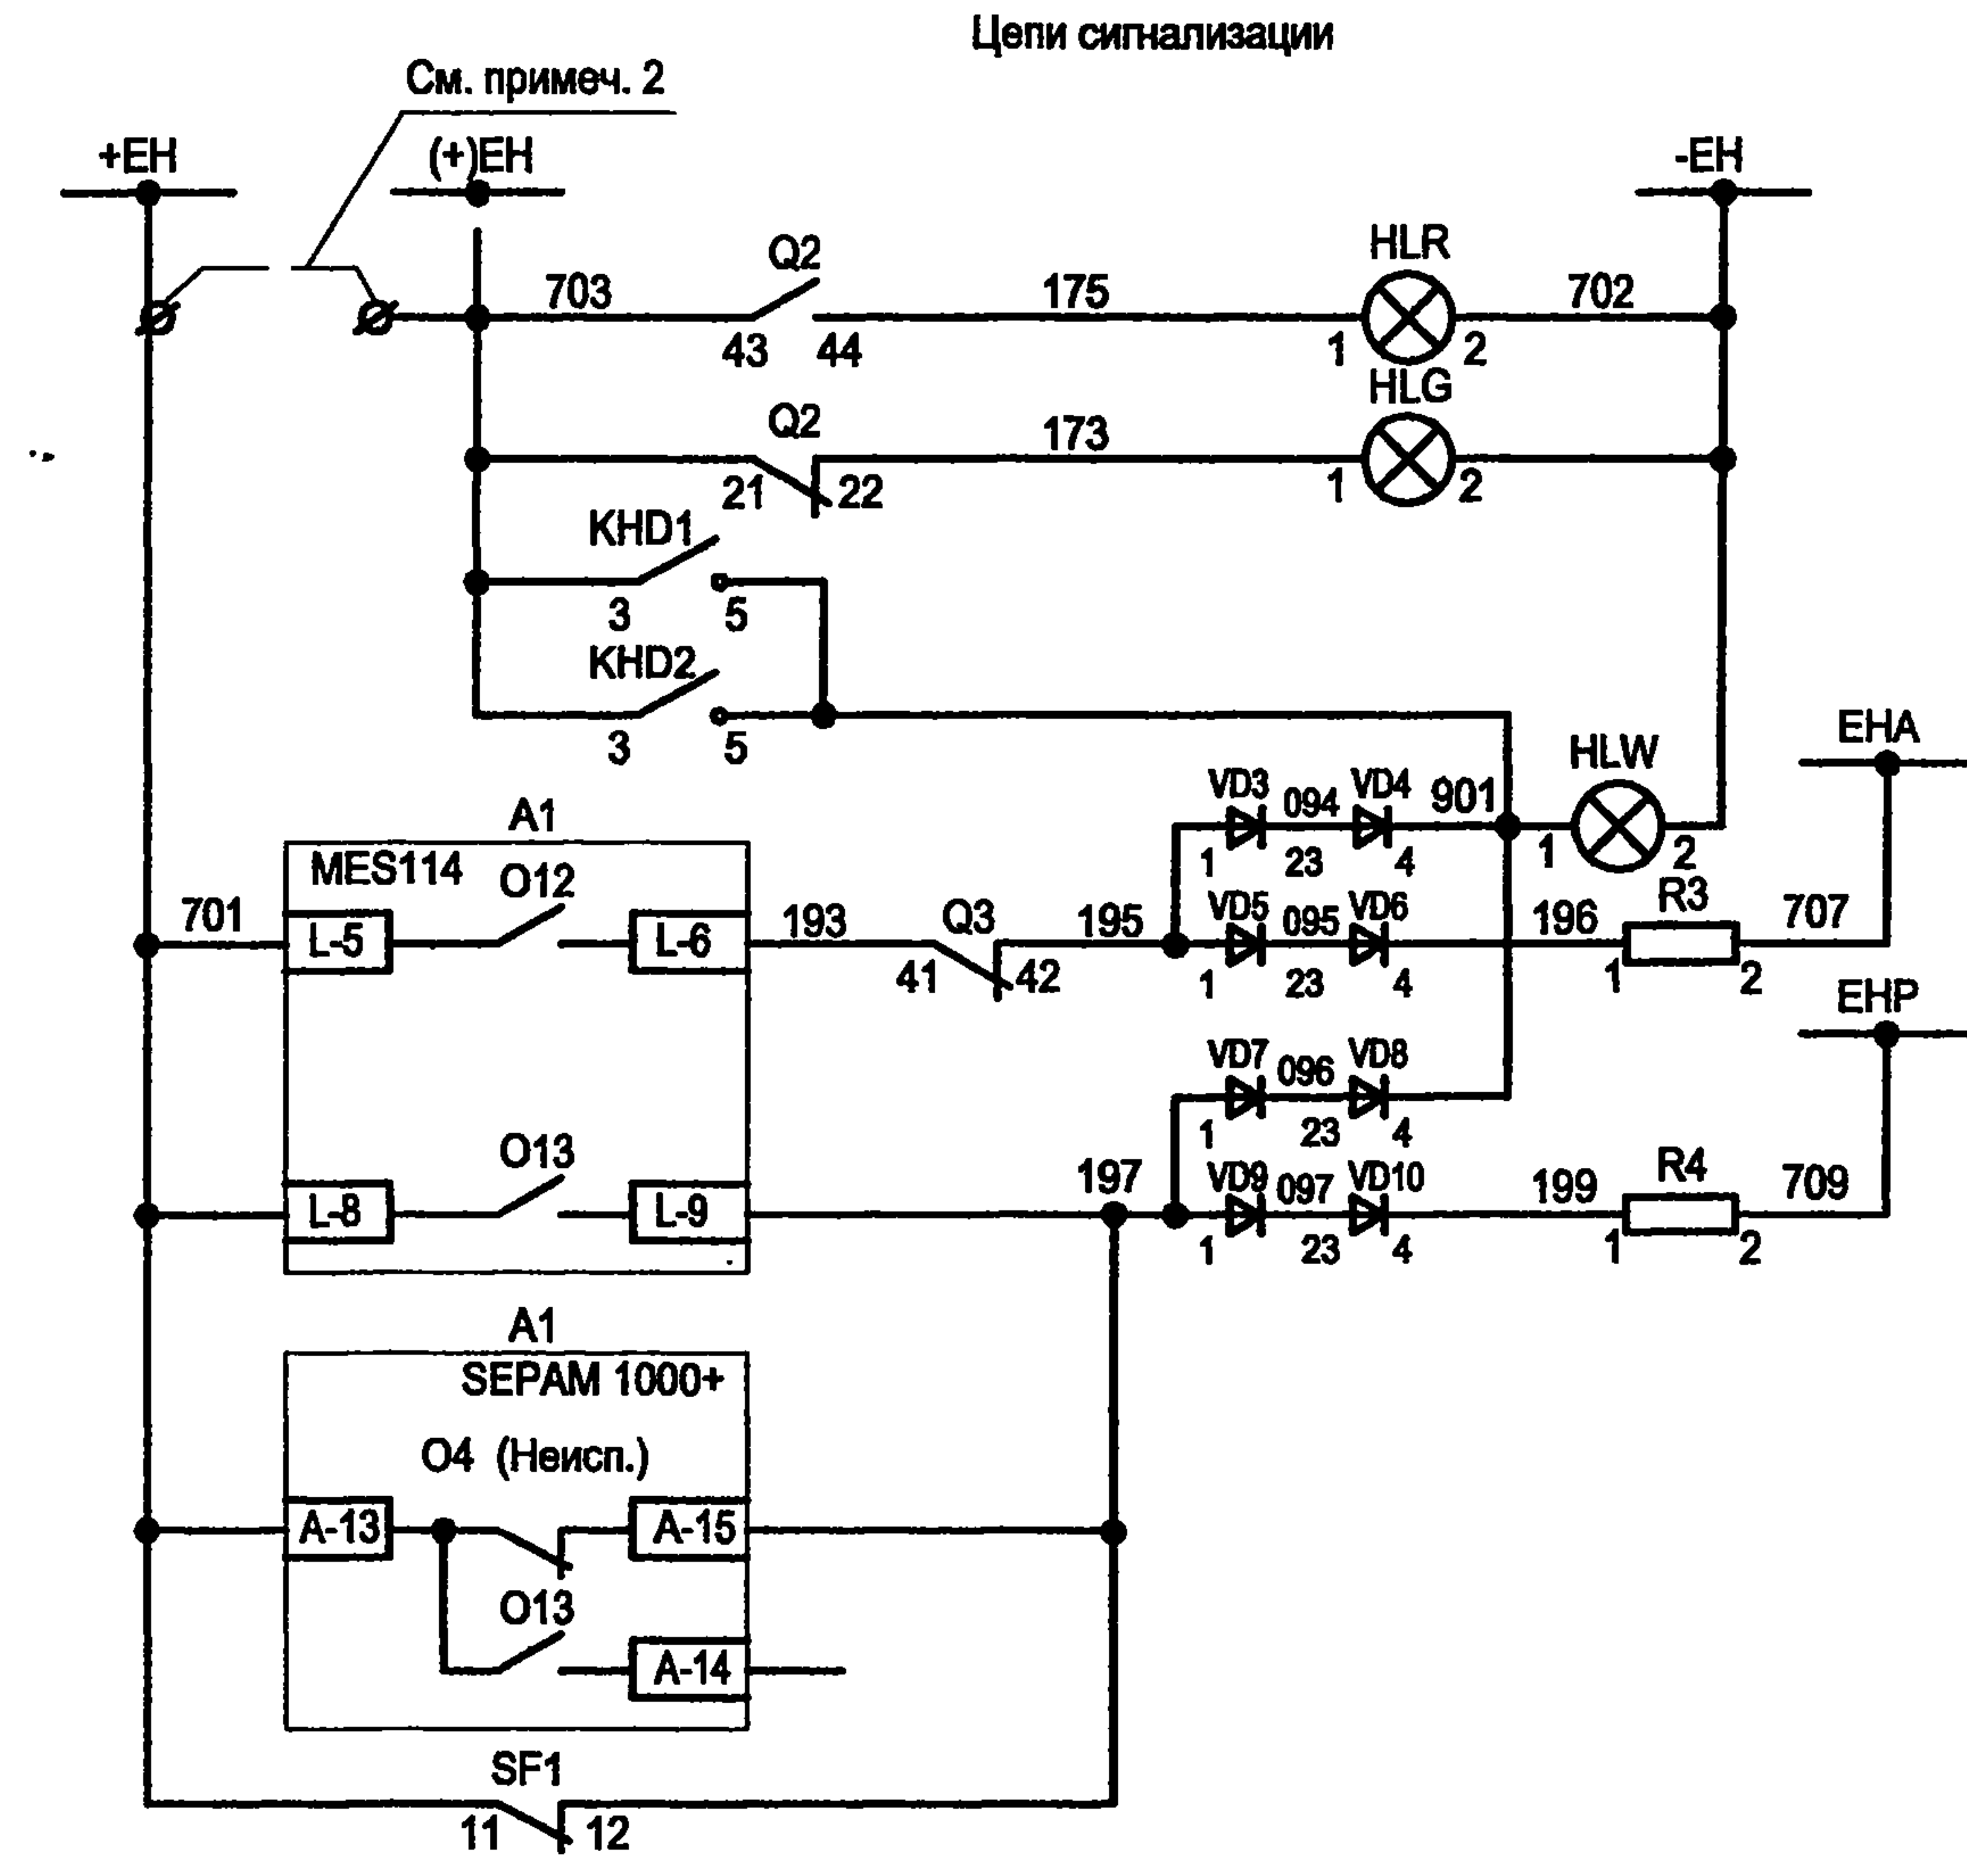 Цепи сигнализации
См. примеч. 2
+EH
(+)EH
-EH
HLR
Q2
703
175
702
43
44
1
2
HLG
Q2
173
21
22
1
2
KHD1
3
5
KHD2
3
5
EHA
HLW
VD3
094
VD4
901
1
23
4
1
2
A1
MES114
O12
701
L-5
L-6
193
Q3
195
41
42
VD5
095
VD6
196
R3
707
1
23
4
1
2
EHP
VD7
096
VD8
1
23
4
O13
L-8
L-9
197
VD9
097
VD10
199
R4
709
1
23
4
1
2
A1
SEPAM 1000+
O4 (Неисп.)
A-13
A-15
O13
A-14
SF1
11
12